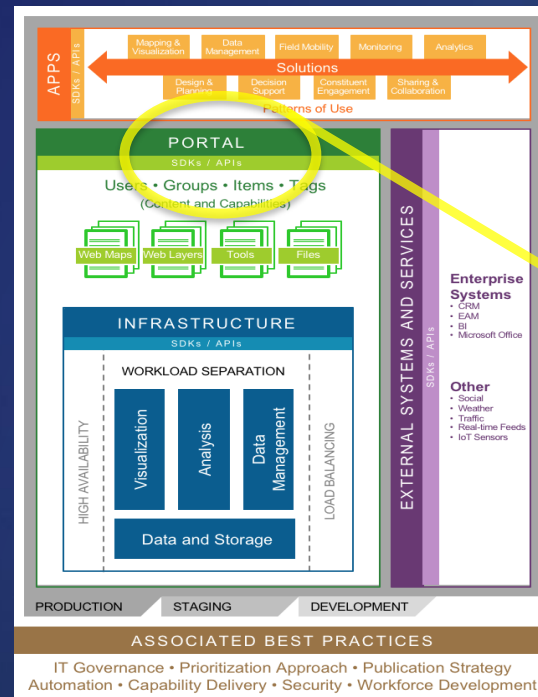 APPS
SDKs / APIs
Mapping & Visualization
Data Management
Field Mobility
Monitoring
Analytics
Solutions
Design & Planning
Decision Support
Constituent Engagement
Sharing & Collaboration
Patterns of Use
PORTAL
SDKs / APIs
Users • Groups • Items • Tags
(Content and Capabilities)
Web Maps
Web Layers
Tools
Files
INFRASTRUCTURE
SDKs / APIs
WORKLOAD SEPARATION
HIGH AVAILABILITY
Visualization
Analysis
Data Management
LOAD BALANCING
Data and Storage
EXTERNAL SYSTEMS AND SERVICES
SDKs / APIs
Enterprise
Systems
• CRM
• EAM
• BI
• Microsoft Office
Other
• Social
• Weather
• Traffic
• Real-time Feeds
• IoT Sensors
PRODUCTION
STAGING
DEVELOPMENT
ASSOCIATED BEST PRACTICES
IT Governance • Prioritization Approach • Publication Strategy
Automation • Capability Delivery • Security • Workforce Development